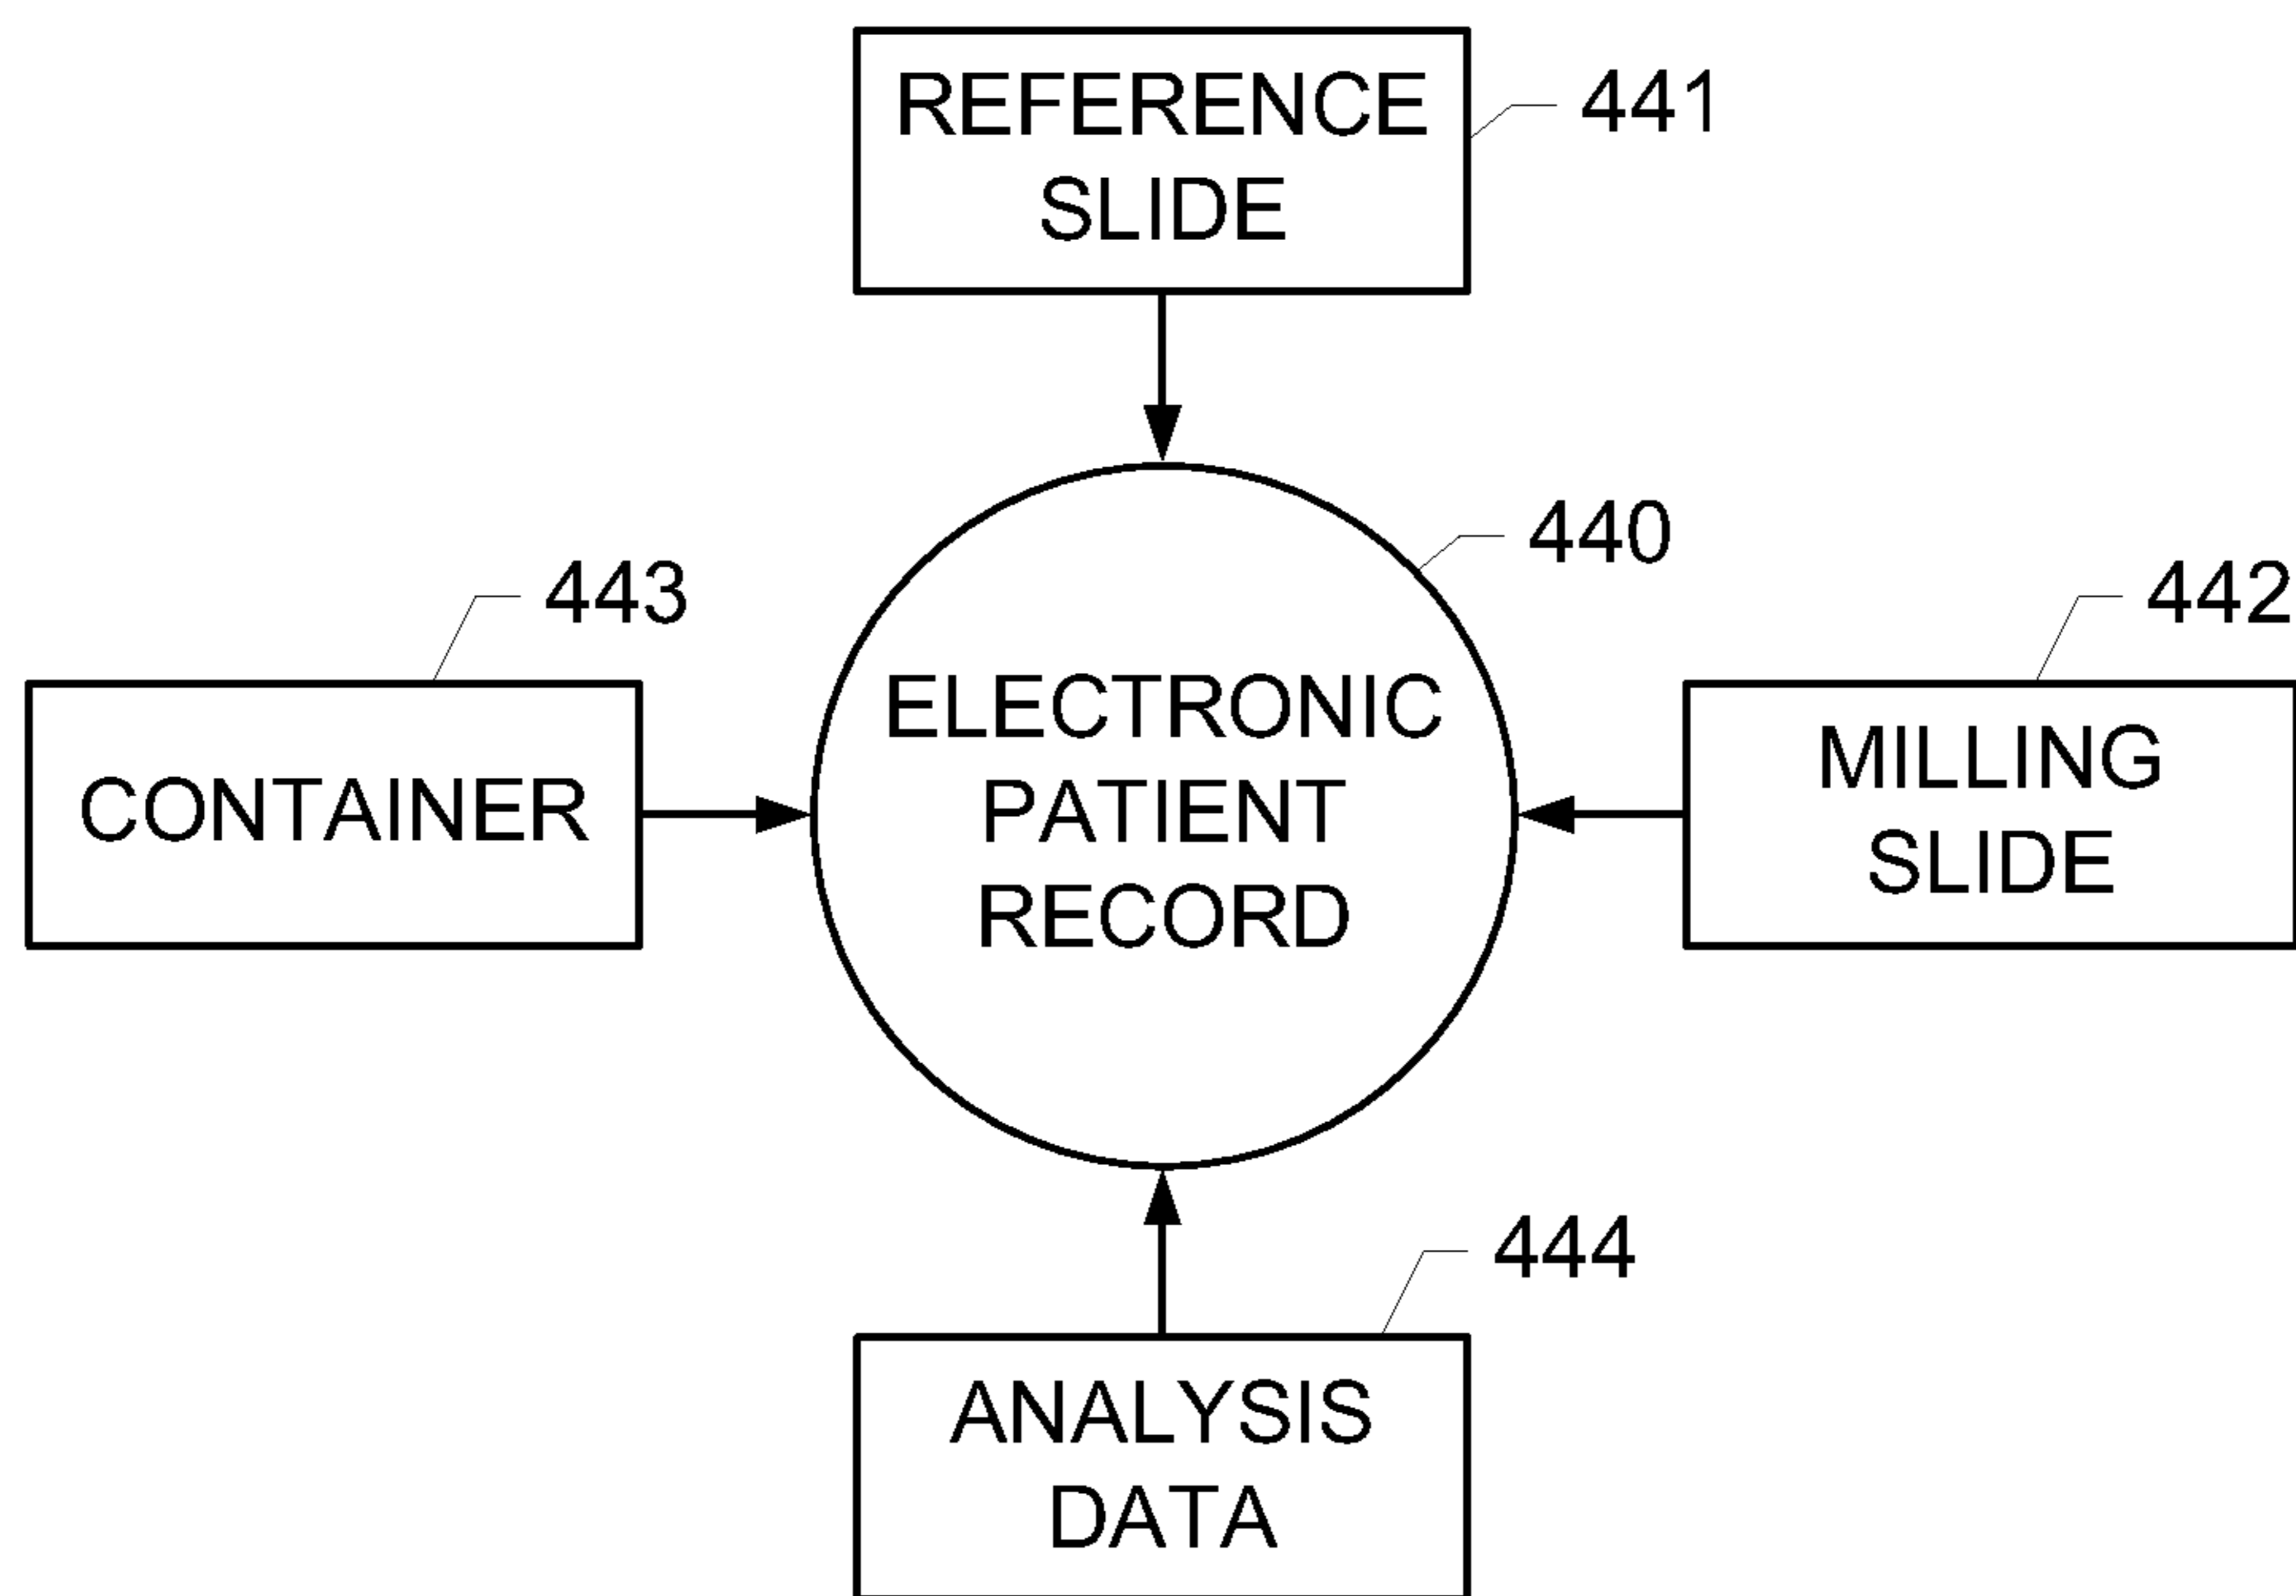 REFERENCE
SLIDE
441
440
443
442
ELECTRONIC
PATIENT
RECORD
CONTAINER
MILLING
SLIDE
444
ANALYSIS
DATA